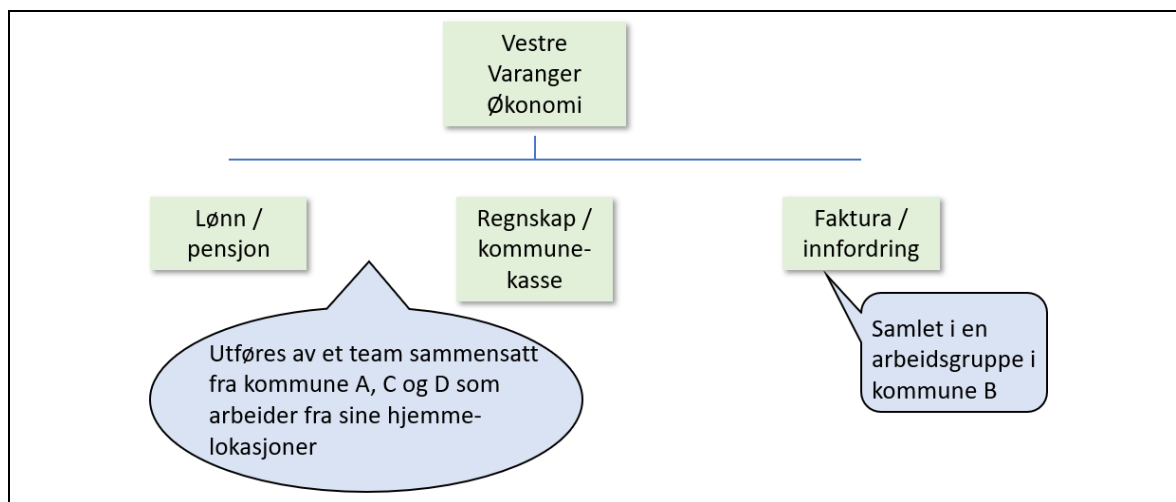 Vestre
Varanger
Økonomi
Lønn /
pensjon
Regnskap /
kommune-
kasse
Faktura /
innfordring
Utføres av et team sammensatt
fra kommune A, C og D som
arbeider fra sine hjemme-
lokasjoner
Samlet i en
arbeidsgruppe i
kommune B